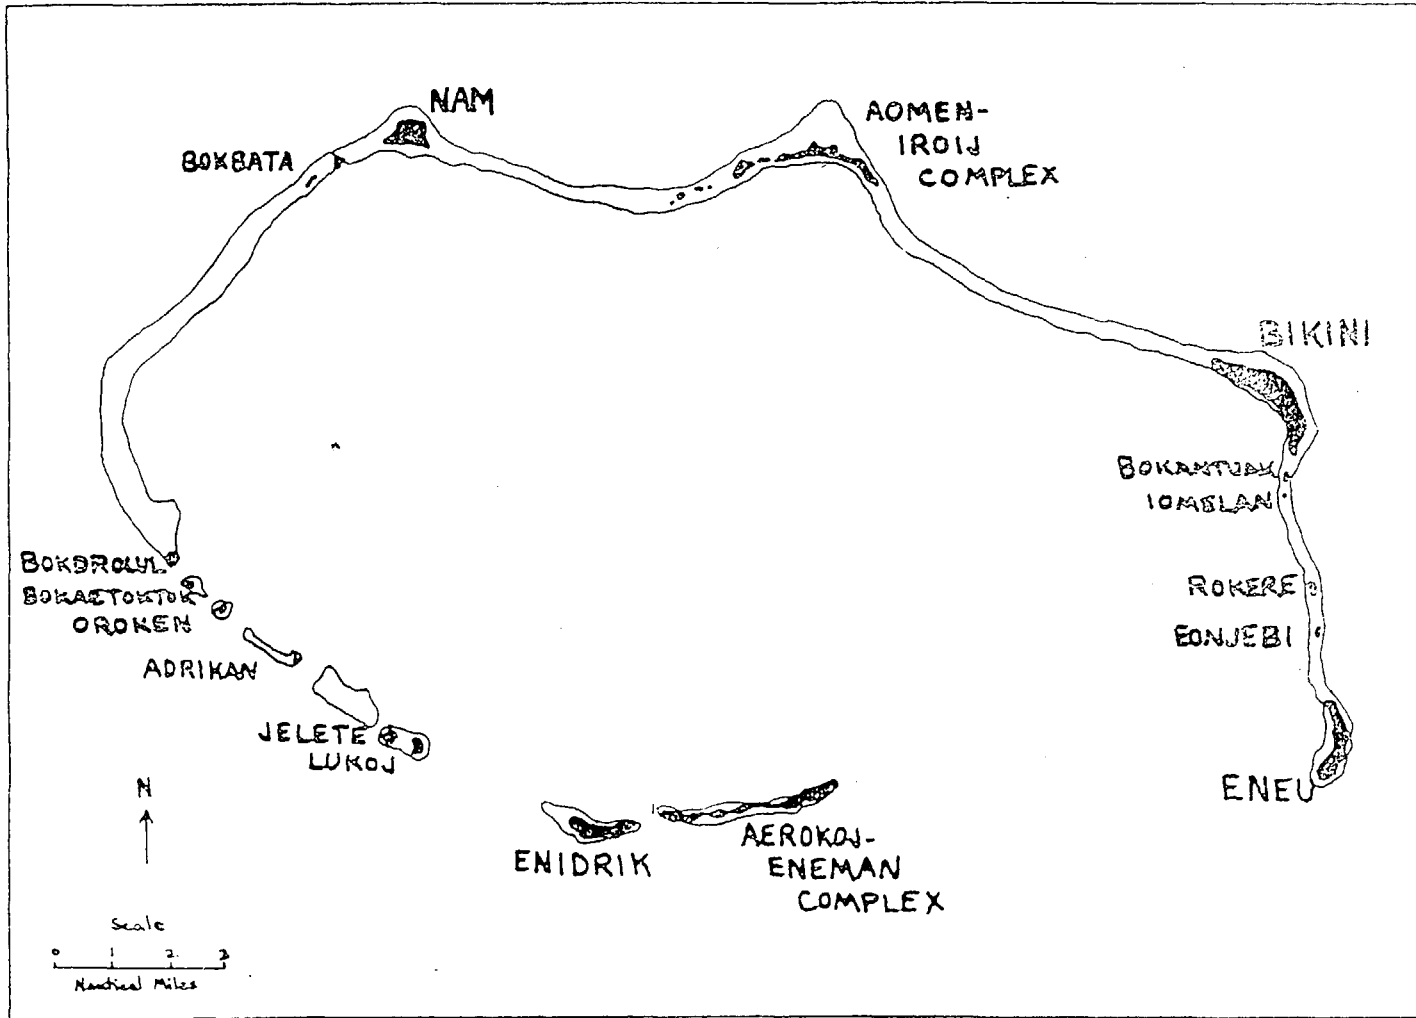 NAM
AOMEN-
IROIJ
COMPLEX
BOKBATA
BIKINI
BOKANTUAK
IOMELAN
BOKDROLUL
BOKAETOKTOK
OROKEN
ROKERE
ADRIKAN
EONJEBI
JELETE
LUKOJ
ENEU
N
ENIDRIK
AEROKOJ-
ENEMAN
COMPLEX
Scale
0 1 2 3
Nautical Miles